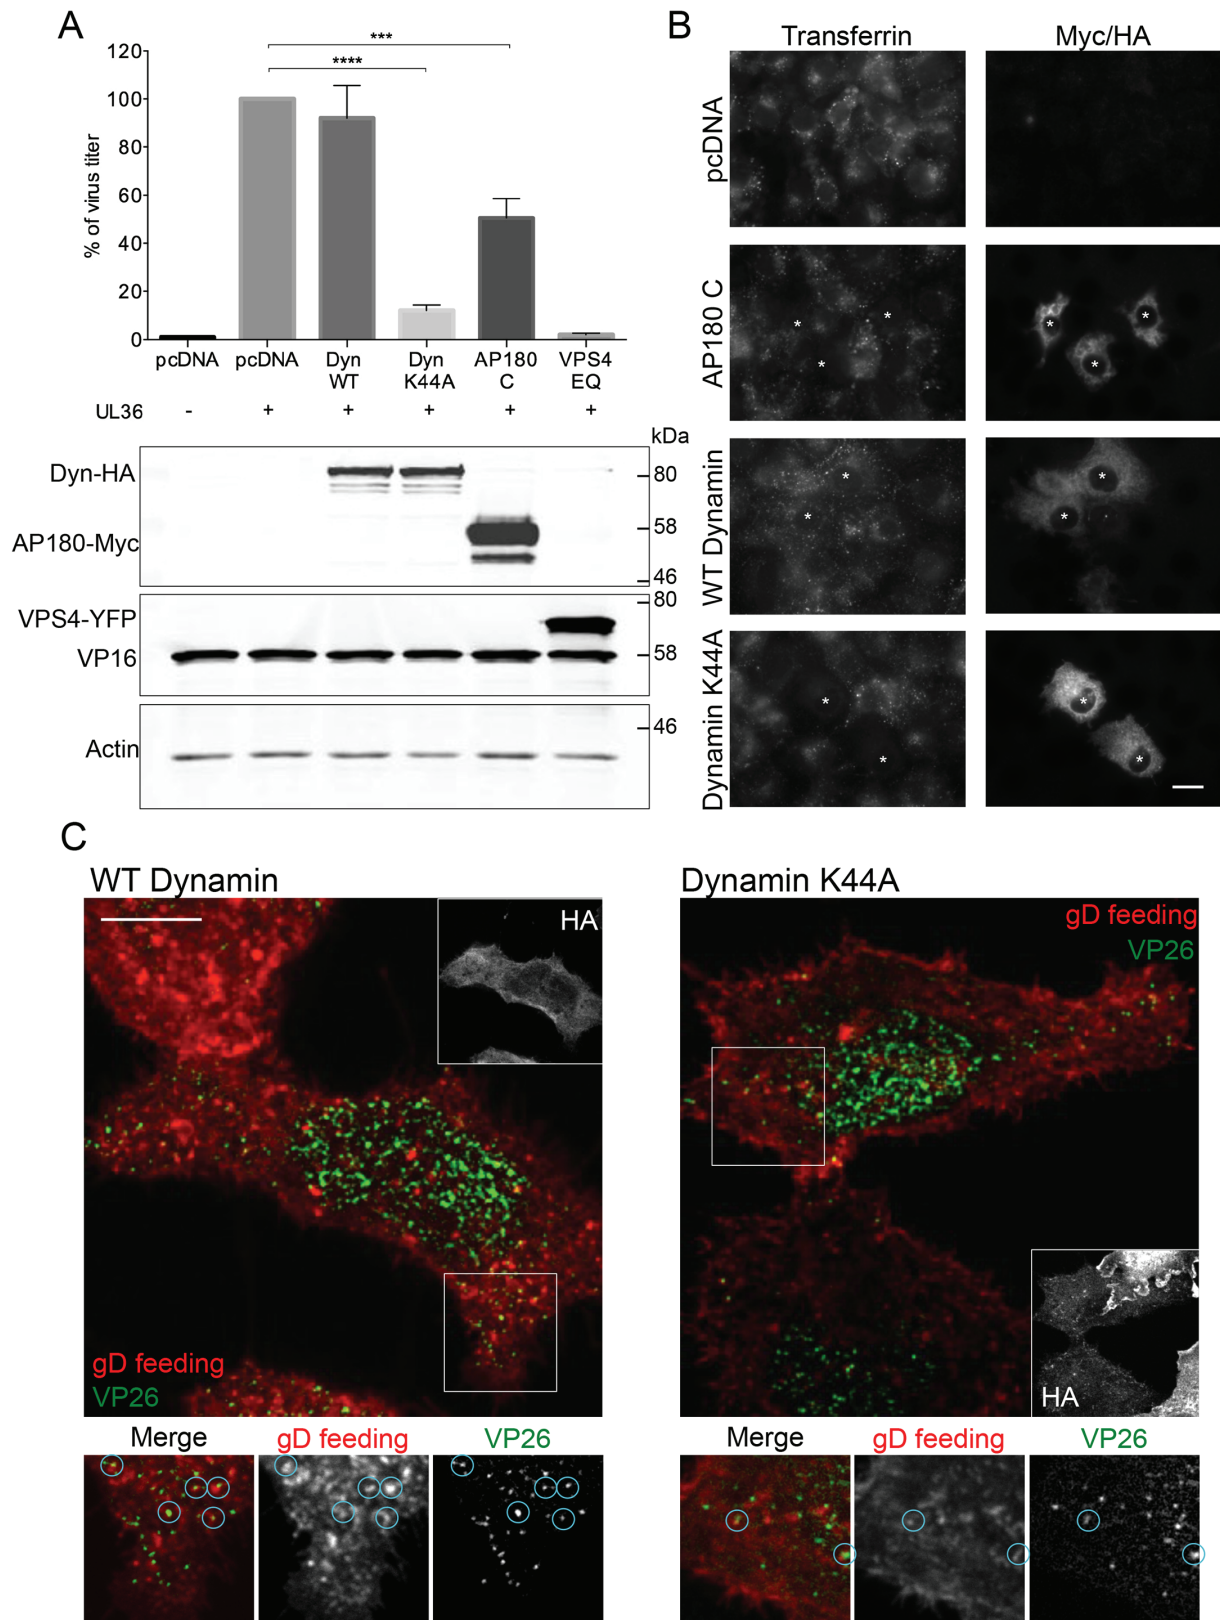 A
120
100
80
60
40
20
0
% of virus titer
***
****
pcDNA pcDNA Dyn WT Dyn K44A AP180 C VPS4 EQ
UL36 - + + + + +
kDa
Dyn-HA
80
AP180-Myc
58
46
VPS4-YFP
80
VP16
58
Actin
46
B
Transferrin Myc/HA
pcDNA
AP180 C
* * *
* * *
WT Dynamin
* *
* *
Dynamin K44A
* *
* *
C
WT Dynamin
HA
gD feeding
VP26
Merge gD feeding VP26
Dynamin K44A
gD feeding
VP26
HA
Merge gD feeding VP26